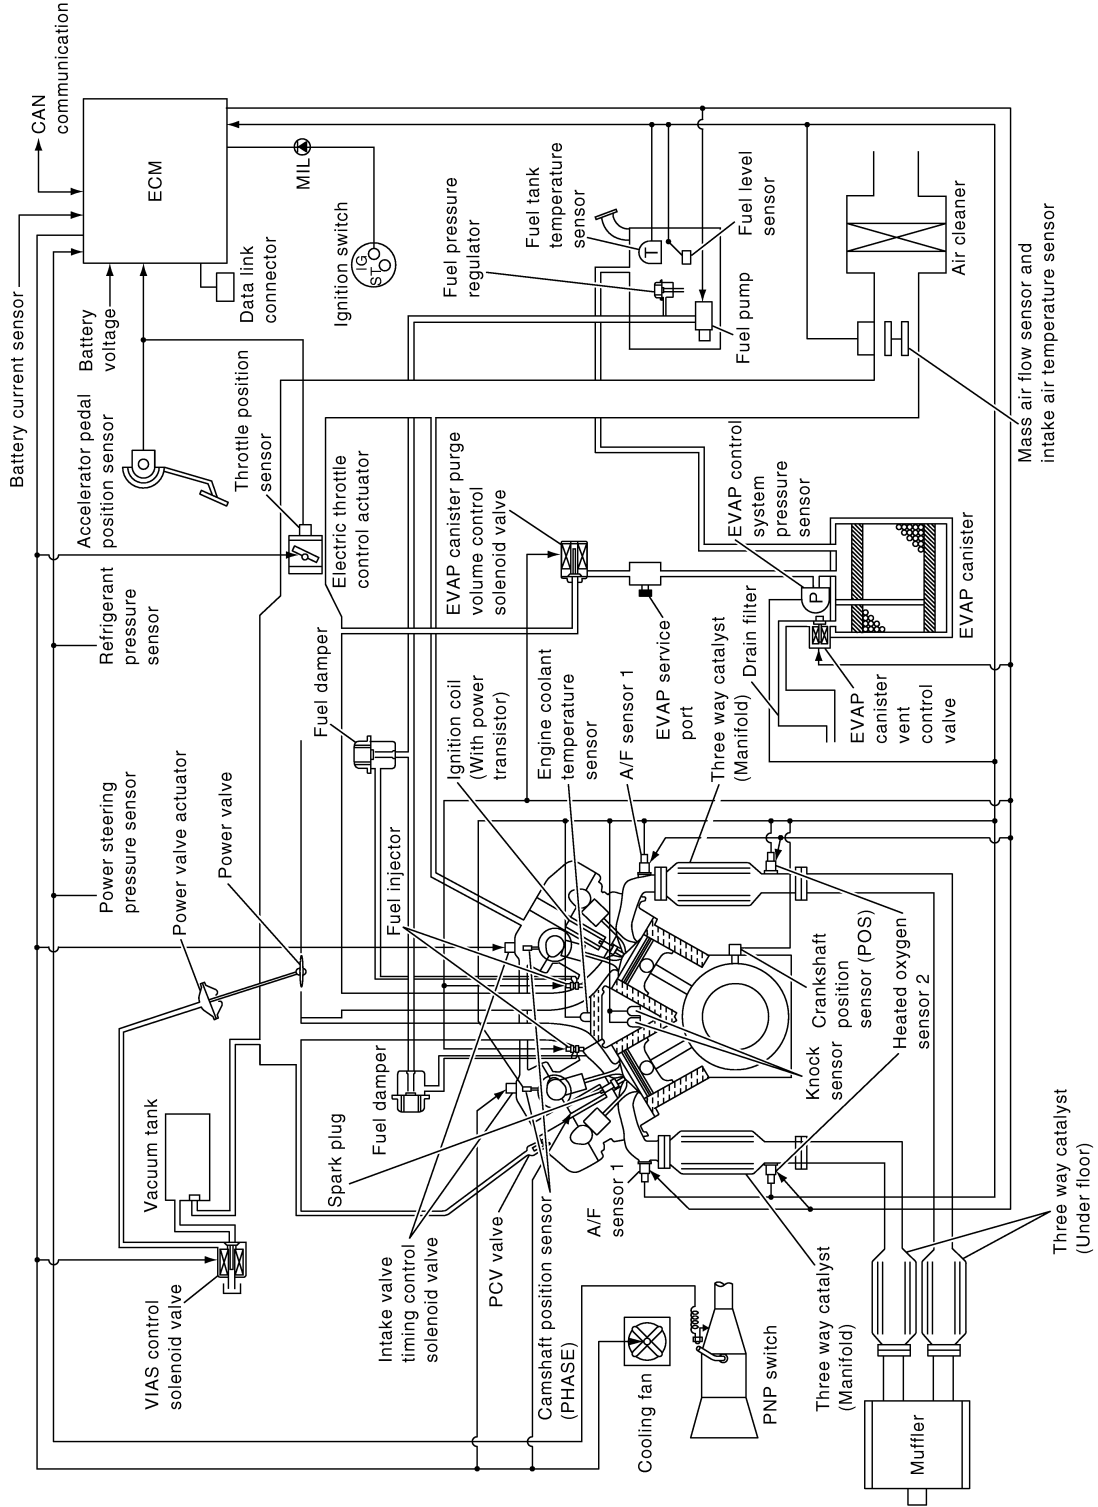 VIAS control
solenoid valve
Vacuum tank
Power valve actuator
Power valve
Power steering
pressure sensor
Refrigerant
pressure
sensor
Accelerator pedal
position sensor
Battery current sensor
Battery
voltage
CAN
communication
ECM
Data link
connector
MIL
Ignition switch
IG
ST
Throttle position
sensor
Electric throttle
control actuator
Fuel damper
Fuel injector
Fuel damper
Spark plug
PCV valve
Intake valve
timing control
solenoid valve
Camshaft position sensor
(PHASE)
Cooling fan
PNP switch
EVAP canister purge
volume control
solenoid valve
Ignition coil
(With power
transistor)
Engine coolant
temperature
sensor
A/F sensor 1
EVAP service
port
Three way catalyst
(Manifold)
Drain filter
Fuel pressure
regulator
Fuel tank
temperature
sensor
T
Fuel level
sensor
Fuel pump
EVAP control
system
pressure
sensor
P
EVAP
canister
vent
control
valve
EVAP canister
Air cleaner
Mass air flow sensor and
intake air temperature sensor
Crankshaft
position
sensor (POS)
Heated oxygen
sensor 2
Knock
sensor
A/F
sensor 1
Three way catalyst
(Manifold)
Three way catalyst
(Under floor)
Muffler